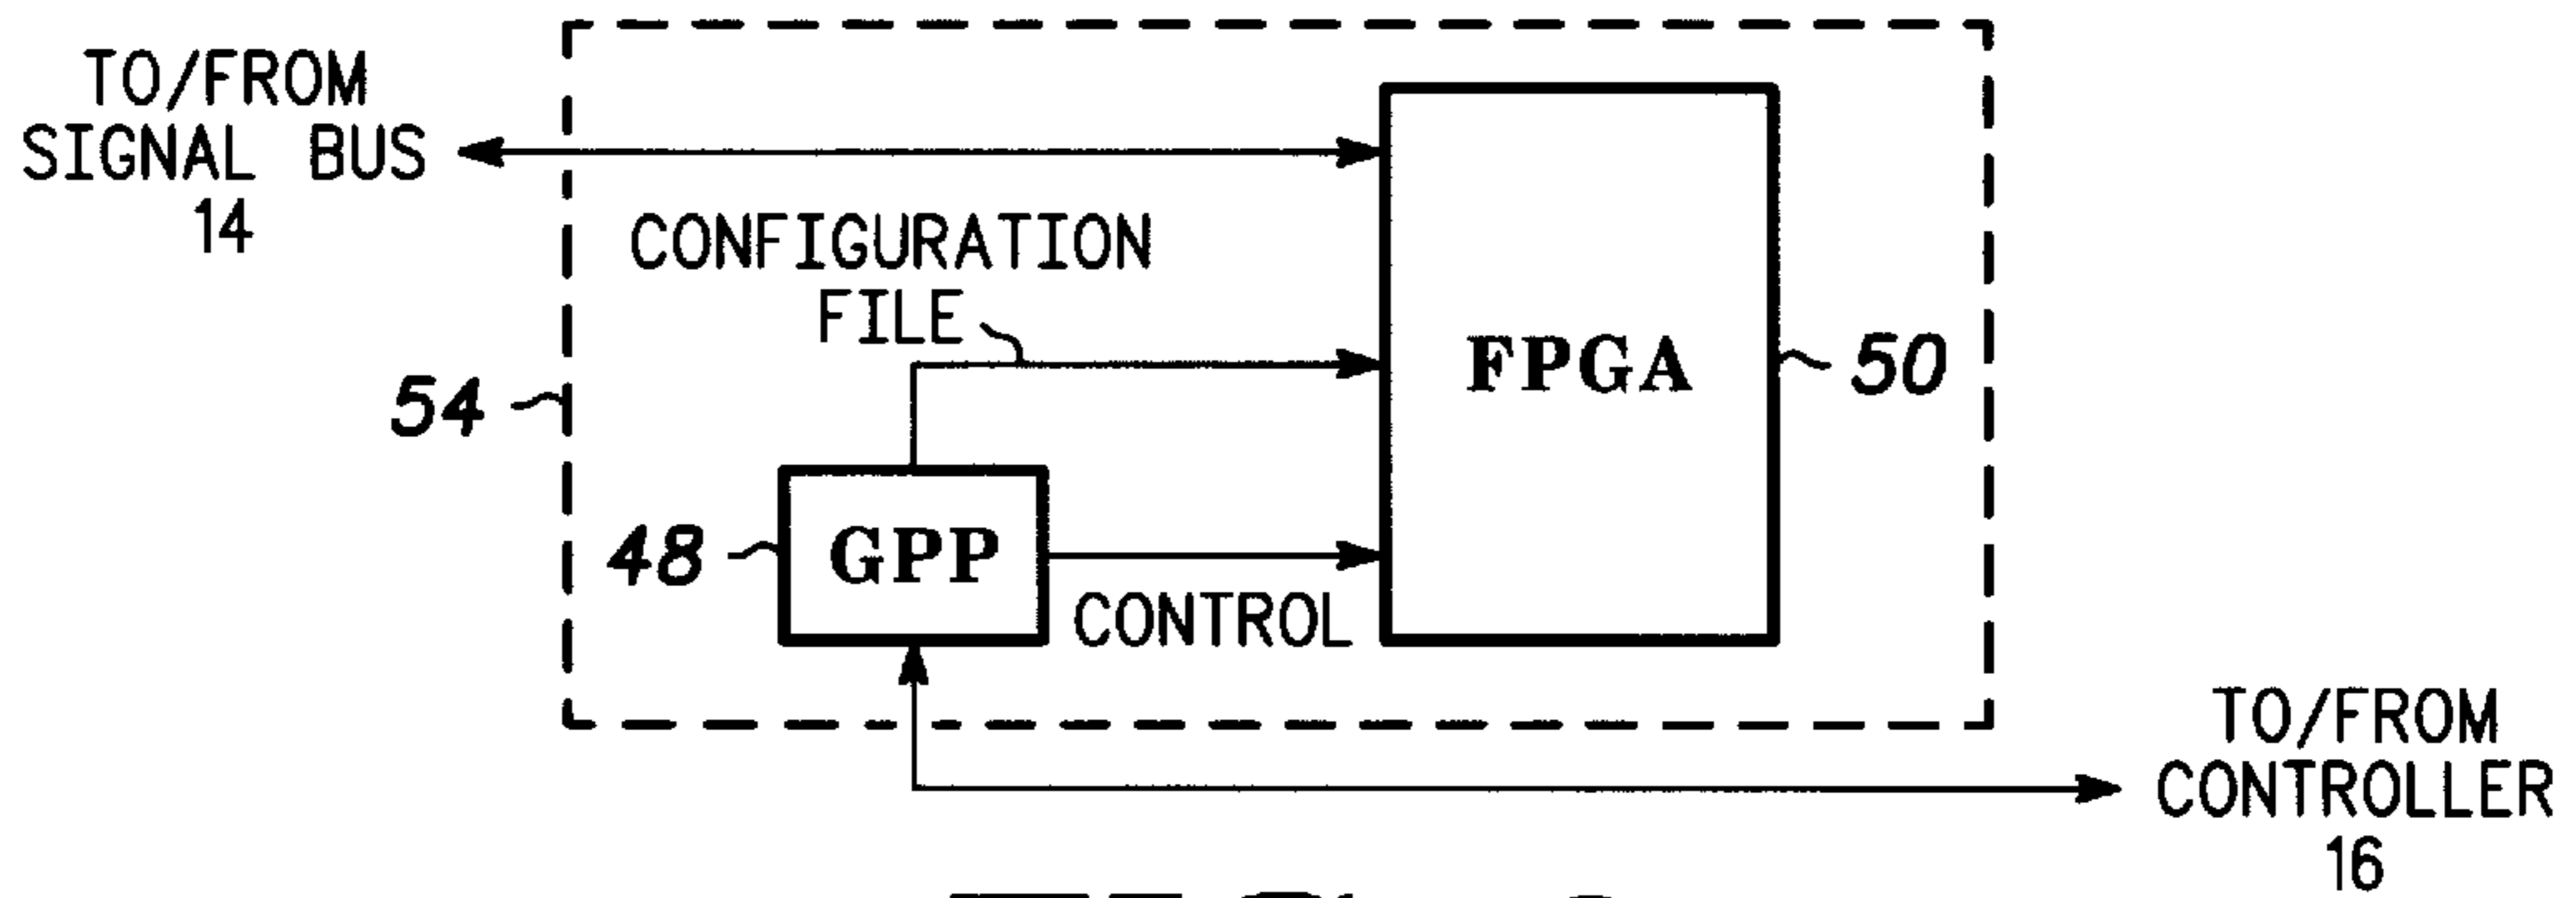 TO/FROM
SIGNAL BUS
14
CONFIGURATION
FILE
FPGA
50
54
48
GPP
CONTROL
TO/FROM
CONTROLLER
16